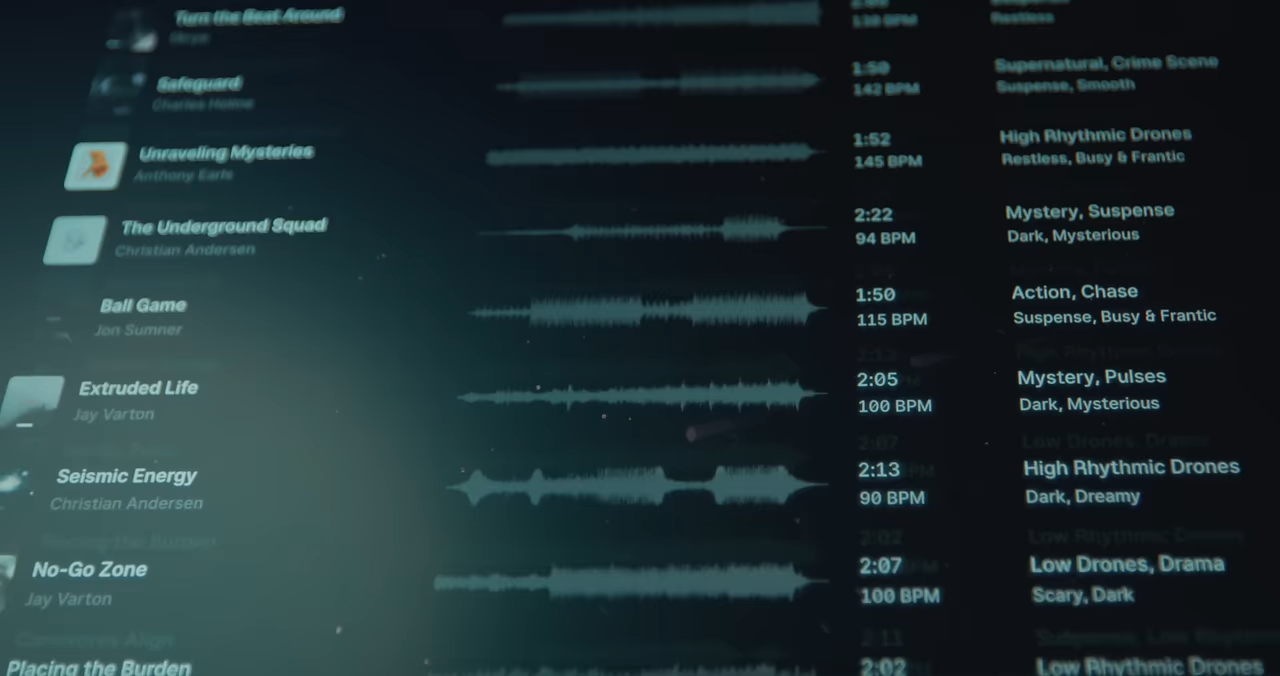 Turn the Beat Around
138 BPM
Restless
Safeguard
Charles Holme
1:50
142 BPM
Supernatural, Crime Scene
Suspense, Smooth
Unraveling Mysteries
Anthony Earls
1:52
145 BPM
High Rhythmic Drones
Restless, Busy & Frantic
The Underground Squad
Christian Andersen
2:22
94 BPM
Mystery, Suspense
Dark, Mysterious
Ball Game
Jon Sumner
1:50
115 BPM
Action, Chase
Suspense, Busy & Frantic
Extruded Life
Jay Varton
2:05
100 BPM
Mystery, Pulses
Dark, Mysterious
Seismic Energy
Christian Andersen
2:13
90 BPM
High Rhythmic Drones
Dark, Dreamy
No-Go Zone
Jay Varton
2:07
100 BPM
Low Drones, Drama
Scary, Dark
Placing the Burden
2:02
Low Rhythmic Drones